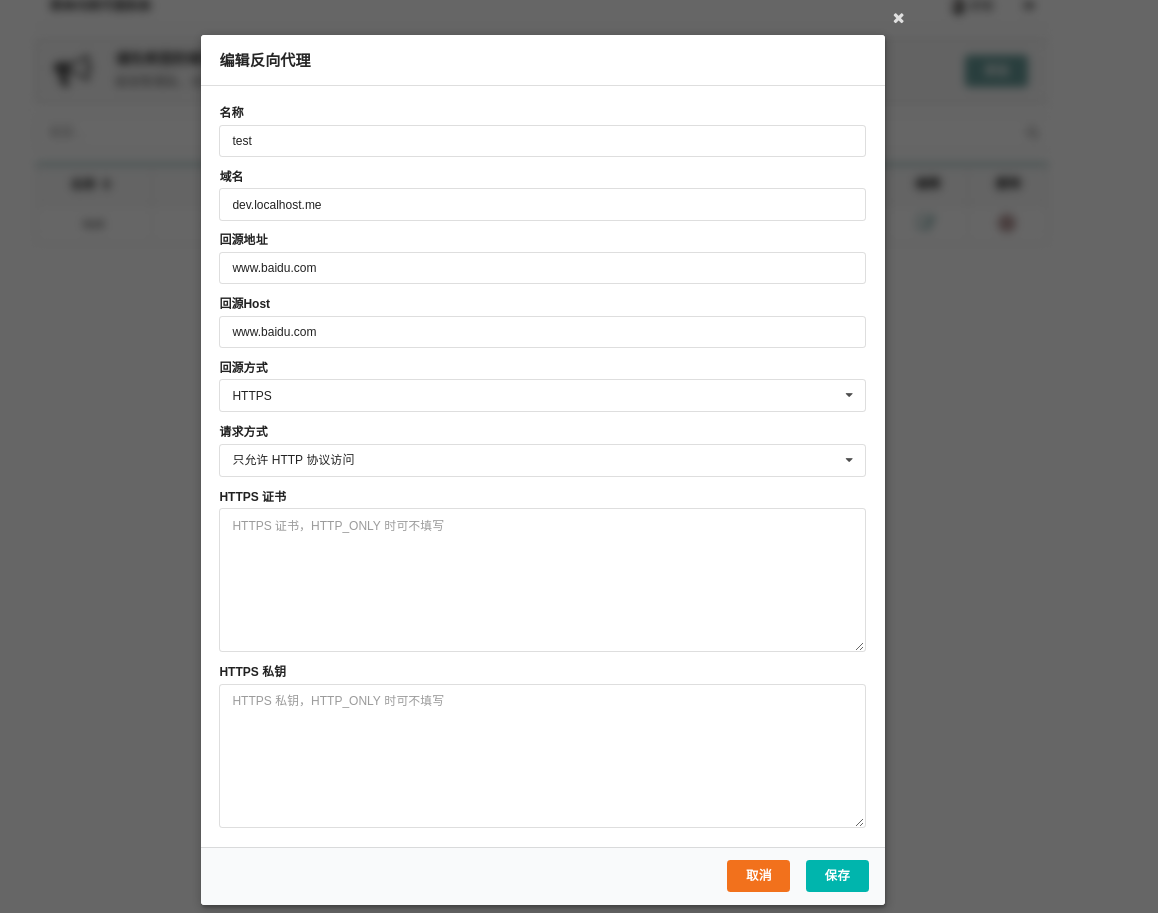 编辑反向代理
名称
test
域名
dev.localhost.me
回源地址
www.baidu.com
回源Host
www.baidu.com
回源方式
HTTPS
请求方式
只允许 HTTP 协议访问
HTTPS 证书
HTTPS 证书，HTTP_ONLY 时可不填写
HTTPS 私钥
HTTPS 私钥，HTTP_ONLY 时可不填写
取消 保存